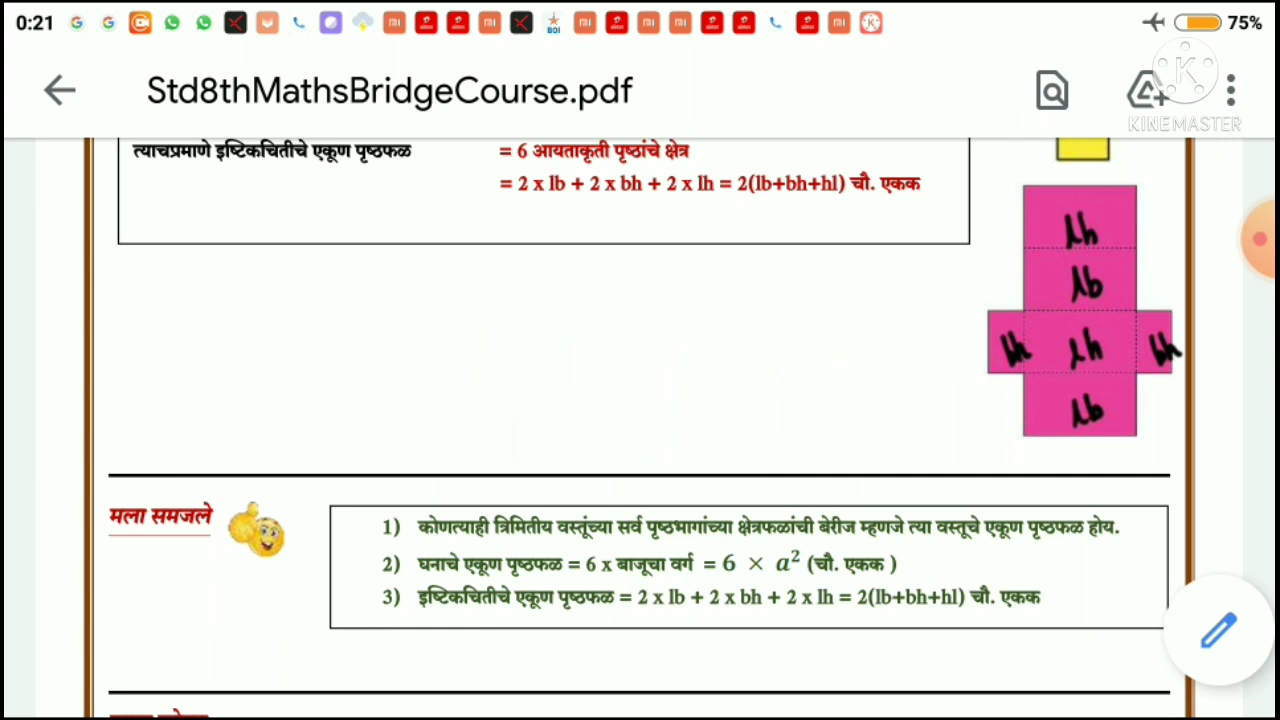 0:21
75%
Std8thMathsBridgeCourse.pdf
KINEMASTER
त्याचप्रमाणे इष्टिकचितीचे एकूण पृष्ठफळ = 6 आयताकृती पृष्ठांचे क्षेत्र
= 2 x lb + 2 x bh + 2 x lh = 2(lb+bh+hl) चौ. एकक
lh
lb
bh lh bh
lb
मला समजले
1) कोणत्याही त्रिमितीय वस्तूंच्या सर्व पृष्ठभागांच्या क्षेत्रफळांची बेरीज म्हणजे त्या वस्तूचे एकूण पृष्ठफळ होय.
2) घनाचे एकूण पृष्ठफळ = 6 x बाजूचा वर्ग = 6 × a² (चौ. एकक )
3) इष्टिकचितीचे एकूण पृष्ठफळ = 2 x lb + 2 x bh + 2 x lh = 2(lb+bh+hl) चौ. एकक